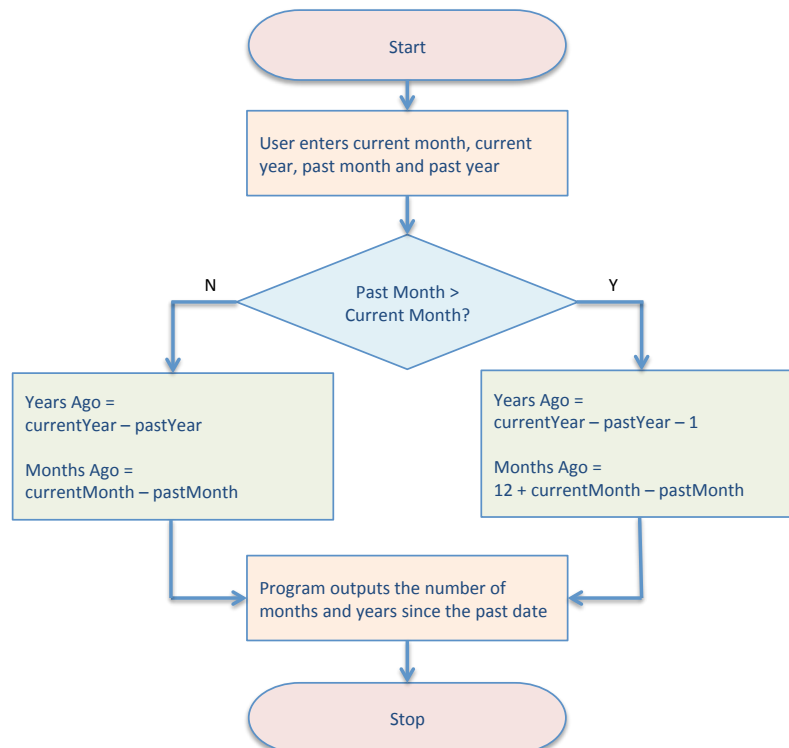 Start
User enters current month, current
year, past month and past year
N
Y
Past Month >
Current Month?
Years Ago =
currentYear – pastYear
Months Ago =
currentMonth – pastMonth
Years Ago =
currentYear – pastYear – 1
Months Ago =
12 + currentMonth – pastMonth
Program outputs the number of
months and years since the past date
Stop